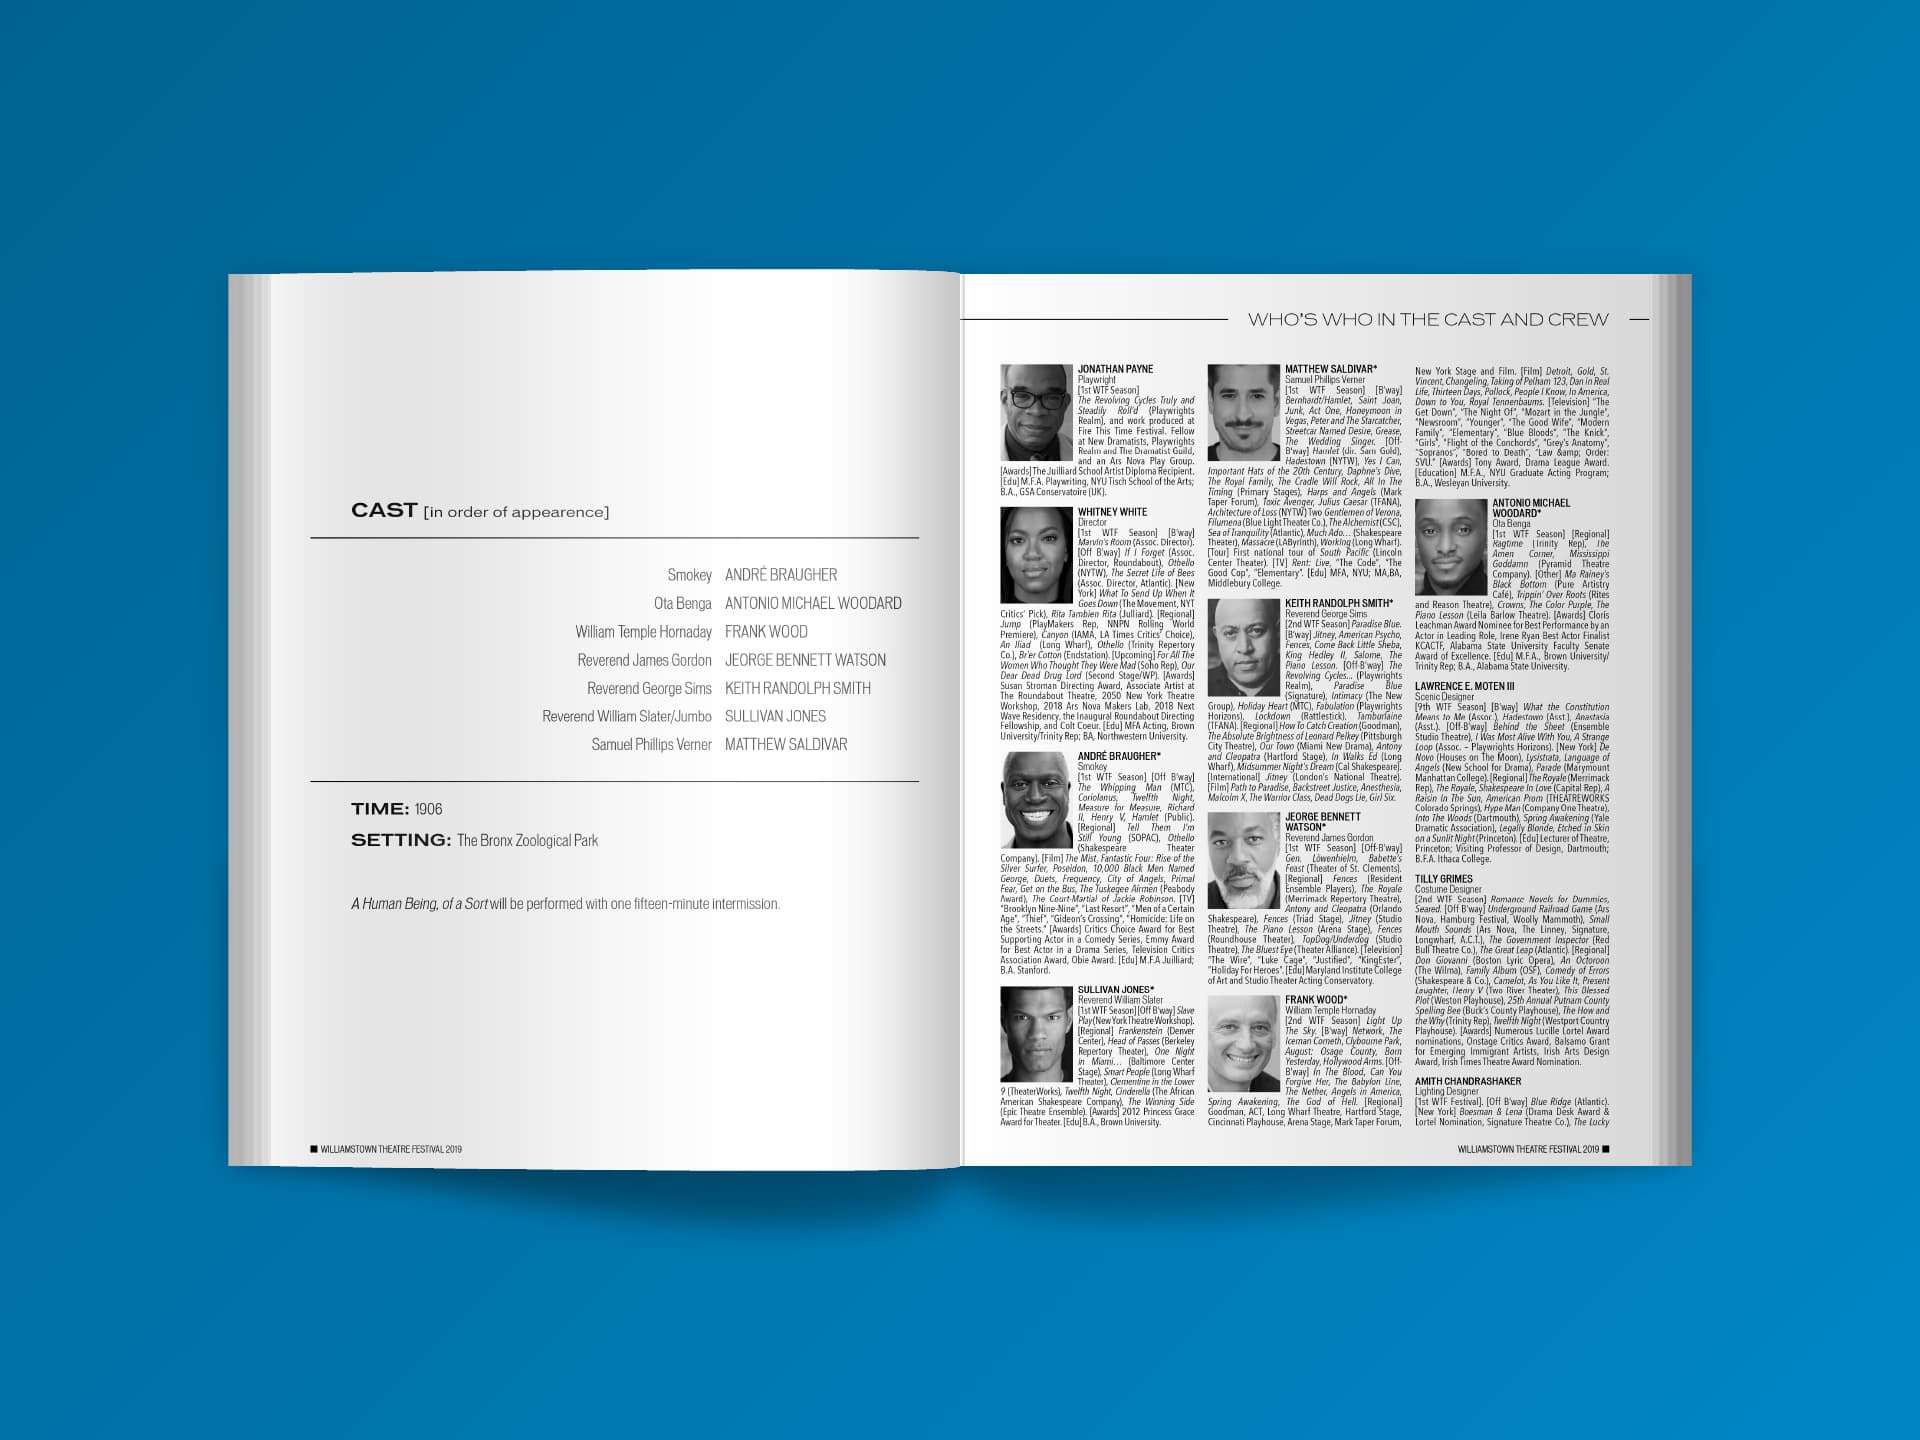 CAST [in order of appearence]
Smokey ANDRÉ BRAUGHER
Ota Benga ANTONIO MICHAEL WOODARD
William Temple Hornaday FRANK WOOD
Reverend James Gordon JEORGE BENNETT WATSON
Reverend George Sims KEITH RANDOLPH SMITH
Reverend William Slater/Jumbo SULLIVAN JONES
Samuel Phillips Verner MATTHEW SALDIVAR
TIME: 1906
SETTING: The Bronx Zoological Park
A Human Being, of a Sort will be performed with one fifteen-minute intermission.
■ WILLIAMSTOWN THEATRE FESTIVAL 2019
WHO'S WHO IN THE CAST AND CREW
JONATHAN PAYNE
Playwright
[1st WTF Season]
The Revolving Cycles Truly and
Steadily Roll'd (Playwrights
Realm), and work produced at
Fire This Time Festival. Fellow
at New Dramatists, Playwrights
Realm and The Dramatist Guild,
and an Ars Nova Play Group.
[Awards] The Juilliard School Artist Diploma Recipient.
[Edu] M.F.A. Playwriting, NYU Tisch School of the Arts;
B.A., GSA Conservatoire (UK).
WHITNEY WHITE
Director
[1st WTF Season] [B'way]
Marvin's Room (Assoc. Director).
[Off B'way] If I Forget (Assoc.
Director, Roundabout), Othello
(NYTW), The Secret Life of Bees
(Assoc. Director, Atlantic). [New
York] What To Send Up When It
Goes Down (The Movement, NYT
Critics' Pick), Rita Tambien Rita (Julliard). [Regional]
Jump (PlayMakers Rep, NNPN Rolling World
Premiere), Canyon (IAMA, LA Times Critics' Choice),
An Iliad (Long Wharf), Othello (Trinity Repertory
Co.), Br'er Cotton (Endstation). [Upcoming] For All The
Women Who Thought They Were Mad (Soho Rep), Our
Dear Dead Drug Lord (Second Stage/WP). [Awards]
Susan Stroman Directing Award, Associate Artist at
The Roundabout Theatre, 2050 New York Theatre
Workshop, 2018 Ars Nova Makers Lab, 2018 Next
Wave Residency, the Inaugural Roundabout Directing
Fellowship, and Colt Coeur. [Edu] MFA Acting, Brown
University/Trinity Rep; BA, Northwestern University.
ANDRÉ BRAUGHER*
Smokey
[1st WTF Season] [Off B'way]
The Whipping Man (MTC),
Coriolanus, Twelfth Night,
Measure for Measure, Richard
II, Henry V, Hamlet (Public).
[Regional] Tell Them I'm
Still Young (SOPAC), Othello
(Shakespeare Theater
Company). [Film] The Mist, Fantastic Four: Rise of the
Silver Surfer, Poseidon, 10,000 Black Men Named
George, Duets, Frequency, City of Angels, Primal
Fear, Get on the Bus, The Tuskegee Airmen (Peabody
Award), The Court-Martial of Jackie Robinson. [TV]
"Brooklyn Nine-Nine", "Last Resort", "Men of a Certain
Age", "Thief", "Gideon's Crossing", "Homicide: Life on
the Streets." [Awards] Critics Choice Award for Best
Supporting Actor in a Comedy Series, Emmy Award
for Best Actor in a Drama Series, Television Critics
Association Award, Obie Award. [Edu] M.F.A Juilliard;
B.A. Stanford.
SULLIVAN JONES*
Reverend William Slater
[1st WTF Season] [Off B'way] Slave
Play (New York Theatre Workshop).
[Regional] Frankenstein (Denver
Center), Head of Passes (Berkeley
Repertory Theater), One Night
in Miami... (Baltimore Center
Stage), Smart People (Long Wharf
Theater), Clementine in the Lower
9 (TheaterWorks), Twelfth Night, Cinderella (The African
American Shakespeare Company), The Winning Side
(Epic Theatre Ensemble). [Awards] 2012 Princess Grace
Award for Theater. [Edu] B.A., Brown University.
MATTHEW SALDIVAR*
Samuel Phillips Verner
[1st WTF Season] [B'way]
Bernhardt/Hamlet, Saint Joan,
Junk, Act One, Honeymoon in
Vegas, Peter and The Starcatcher,
Streetcar Named Desire, Grease,
The Wedding Singer. [Off-
B'way] Hamlet (dir. Sam Gold),
Hadestown (NYTW), Yes I Can,
Important Hats of the 20th Century, Daphne's Dive,
The Royal Family, The Cradle Will Rock, All In The
Timing (Primary Stages), Harps and Angels (Mark
Taper Forum), Toxic Avenger, Julius Caesar (TFANA),
Architecture of Loss (NYTW) Two Gentlemen of Verona,
Filumena (Blue Light Theater Co.), The Alchemist (CSC),
Sea of Tranquility (Atlantic), Much Ado... (Shakespeare
Theater), Massacre (LAByrinth), Working (Long Wharf).
[Tour] First national tour of South Pacific (Lincoln
Center Theater). [TV] Rent: Live, "The Code", "The
Good Cop", "Elementary". [Edu] MFA, NYU; MA,BA,
Middlebury College.
KEITH RANDOLPH SMITH*
Reverend George Sims
[2nd WTF Season] Paradise Blue.
[B'way] Jitney, American Psycho,
Fences, Come Back Little Sheba,
King Hedley II, Salome, The
Piano Lesson. [Off-B'way] The
Revolving Cycles... (Playwrights
Realm), Paradise Blue
(Signature), Intimacy (The New
Group), Holiday Heart (MTC), Fabulation (Playwrights
Horizons), Lockdown (Rattlestick), Tamburlaine
(TFANA). [Regional] How To Catch Creation (Goodman),
The Absolute Brightness of Leonard Pelkey (Pittsburgh
City Theatre), Our Town (Miami New Drama), Antony
and Cleopatra (Hartford Stage), In Walks Ed (Long
Wharf), Midsummer Night's Dream (Cal Shakespeare).
[International] Jitney (London's National Theatre).
[Film] Path to Paradise, Backstreet Justice, Anesthesia,
Malcolm X, The Warrior Class, Dead Dogs Lie, Girl Six.
JEORGE BENNETT
WATSON*
Reverend James Gordon
[1st WTF Season] [Off-B'way]
Gen. Löwenhielm, Babette's
Feast (Theater of St. Clements).
[Regional] Fences (Resident
Ensemble Players), The Royale
(Merrimack Repertory Theatre),
Antony and Cleopatra (Orlando
Shakespeare), Fences (Triad Stage), Jitney (Studio
Theatre), The Piano Lesson (Arena Stage), Fences
(Roundhouse Theater), TopDog/Underdog (Studio
Theatre), The Bluest Eye (Theater Alliance). [Television]
"The Wire", "Luke Cage", "Justified", "KingEster",
"Holiday For Heroes". [Edu] Maryland Institute College
of Art and Studio Theater Acting Conservatory.
FRANK WOOD*
William Temple Hornaday
[2nd WTF Season] Light Up
The Sky. [B'way] Network, The
Iceman Cometh, Clybourne Park,
August: Osage County, Born
Yesterday, Hollywood Arms. [Off-
B'way] In The Blood, Can You
Forgive Her, The Babylon Line,
The Nether, Angels in America,
Spring Awakening, The God of Hell. [Regional]
Goodman, ACT, Long Wharf Theatre, Hartford Stage,
Cincinnati Playhouse, Arena Stage, Mark Taper Forum,
New York Stage and Film. [Film] Detroit, Gold, St.
Vincent, Changeling, Taking of Pelham 123, Dan in Real
Life, Thirteen Days, Pollock, People I Know, In America,
Down to You, Royal Tennenbaums. [Television] "The
Get Down", "The Night Of", "Mozart in the Jungle",
"Newsroom", "Younger", "The Good Wife", "Modern
Family", "Elementary", "Blue Bloods", "The Knick",
"Girls", "Flight of the Conchords", "Grey's Anatomy",
"Sopranos", "Bored to Death", "Law &amp; Order:
SVU." [Awards] Tony Award, Drama League Award.
[Education] M.F.A., NYU Graduate Acting Program;
B.A., Wesleyan University.
ANTONIO MICHAEL
WOODARD*
Ota Benga
[1st WTF Season] [Regional]
Ragtime (Trinity Rep), The
Amen Corner, Mississippi
Goddamn (Pyramid Theatre
Company). [Other] Ma Rainey's
Black Bottom (Pure Artistry
Café), Trippin' Over Roots (Rites
and Reason Theatre), Crowns, The Color Purple, The
Piano Lesson (Leila Barlow Theatre). [Awards] Cloris
Leachman Award Nominee for Best Performance by an
Actor in Leading Role, Irene Ryan Best Actor Finalist
KCACTF, Alabama State University Faculty Senate
Award of Excellence. [Edu] M.F.A., Brown University/
Trinity Rep; B.A., Alabama State University.
LAWRENCE E. MOTEN III
Scenic Designer
[9th WTF Season] [B'way] What the Constitution
Means to Me (Assoc.), Hadestown (Asst.), Anastasia
(Asst.). [Off-B'way] Behind the Sheet (Ensemble
Studio Theatre), I Was Most Alive With You, A Strange
Loop (Assoc. – Playwrights Horizons). [New York] De
Novo (Houses on The Moon), Lysistrata, Language of
Angels (New School for Drama), Parade (Marymount
Manhattan College). [Regional] The Royale (Merrimack
Rep), The Royale, Shakespeare In Love (Capital Rep), A
Raisin In The Sun, American Prom (THEATREWORKS
Colorado Springs), Hype Man (Company One Theatre),
Into The Woods (Dartmouth), Spring Awakening (Yale
Dramatic Association), Legally Blonde, Etched in Skin
on a Sunlit Night (Princeton). [Edu] Lecturer of Theatre,
Princeton; Visiting Professor of Design, Dartmouth;
B.F.A. Ithaca College.
TILLY GRIMES
Costume Designer
[2nd WTF Season] Romance Novels for Dummies,
Seared. [Off B'way] Underground Railroad Game (Ars
Nova, Hamburg Festival, Woolly Mammoth), Small
Mouth Sounds (Ars Nova, The Linney, Signature,
Longwharf, A.C.T.), The Government Inspector (Red
Bull Theatre Co.), The Great Leap (Atlantic). [Regional]
Don Giovanni (Boston Lyric Opera), An Octoroon
(The Wilma), Family Album (OSF), Comedy of Errors
(Shakespeare & Co.), Camelot, As You Like It, Present
Laughter, Henry V (Two River Theater), This Blessed
Plot (Weston Playhouse), 25th Annual Putnam County
Spelling Bee (Buck's County Playhouse), The How and
the Why (Trinity Rep), Twelfth Night (Westport Country
Playhouse). [Awards] Numerous Lucille Lortel Award
nominations, Onstage Critics Award, Balsamo Grant
for Emerging Immigrant Artists, Irish Arts Design
Award, Irish Times Theatre Award Nomination.
AMITH CHANDRASHAKER
Lighting Designer
[1st WTF Festival]. [Off B'way] Blue Ridge (Atlantic).
[New York] Boesman & Lena (Drama Desk Award &
Lortel Nomination, Signature Theatre Co.), The Lucky
WILLIAMSTOWN THEATRE FESTIVAL 2019 ■